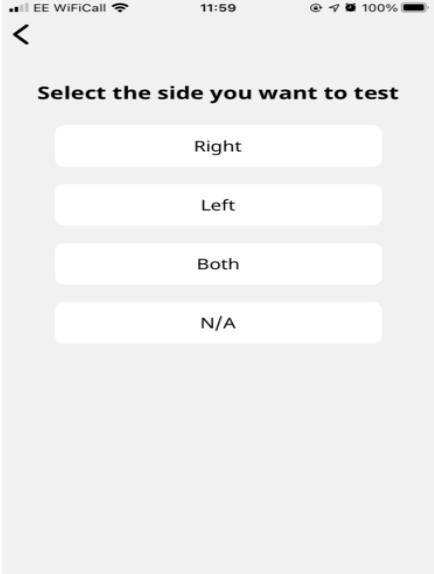 EE WiFiCall 11:59 100%
Select the side you want to test
Right
Left
Both
N/A